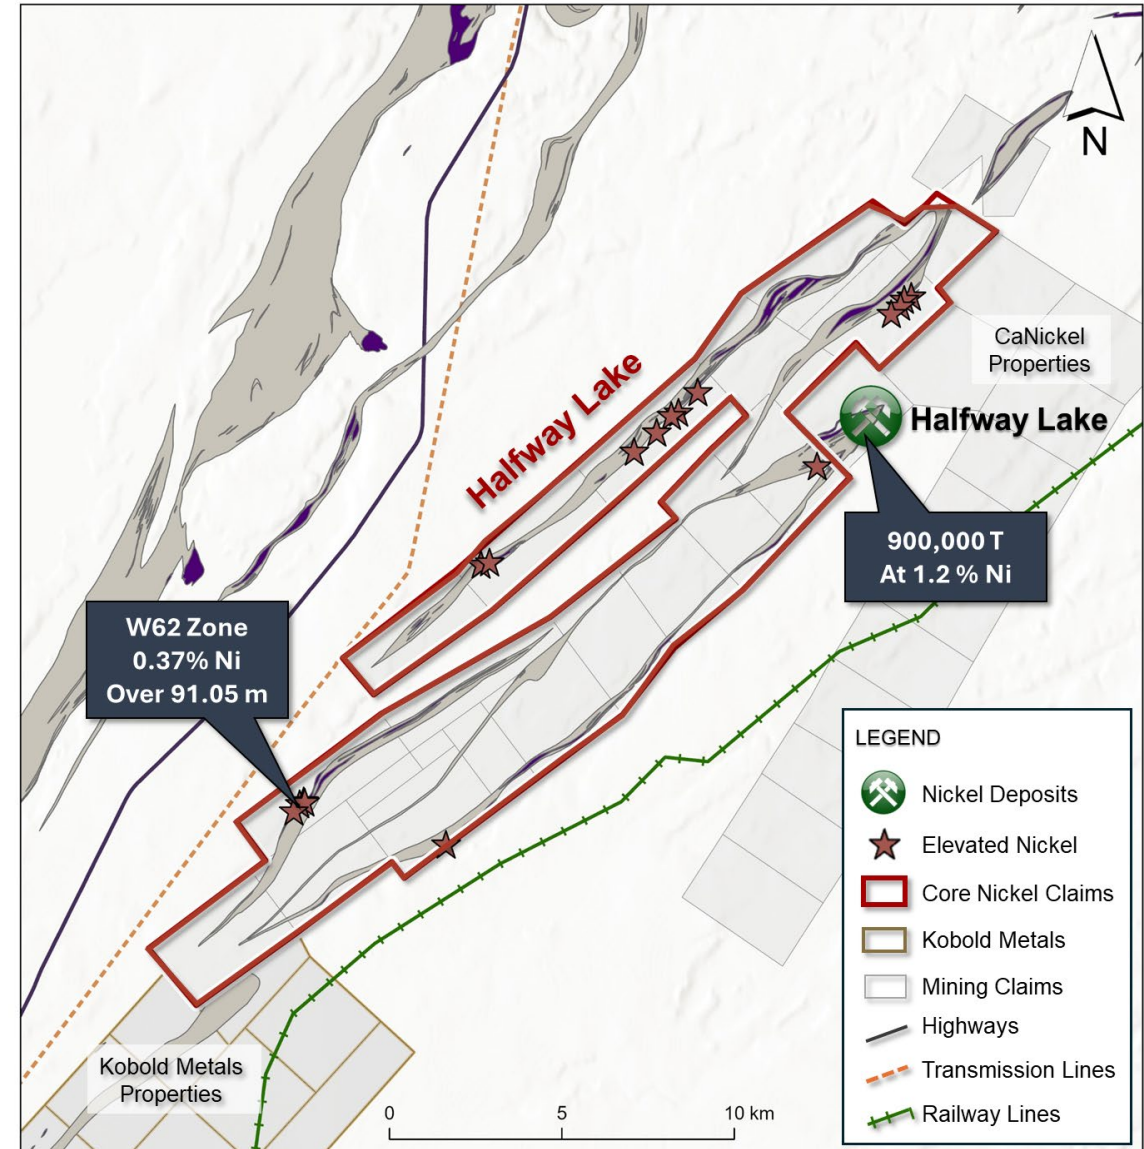 N
CaNickel
Properties
Halfway Lake
Halfway Lake
900,000 T
At 1.2 % Ni
W62 Zone
0.37% Ni
Over 91.05 m
LEGEND
Nickel Deposits
Elevated Nickel
Core Nickel Claims
Kobold Metals
Mining Claims
Highways
Transmission Lines
Railway Lines
Kobold Metals
Properties
0 5 10 km